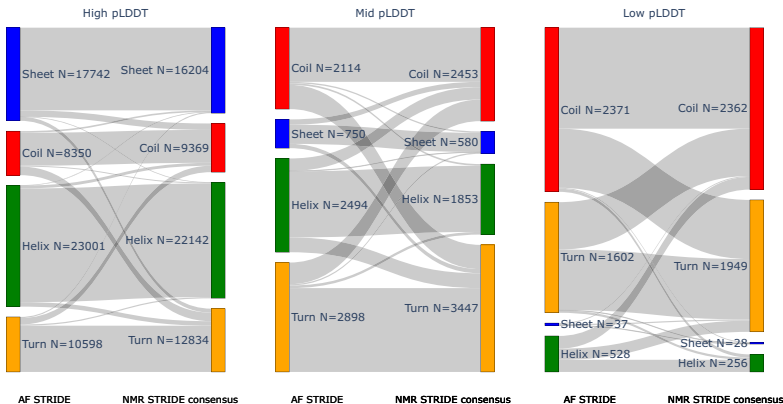 High pLDDT
Sheet N=17742
Sheet N=16204
Coil N=8350
Coil N=9369
Helix N=23001
Helix N=22142
Turn N=10598
Turn N=12834
AF STRIDE
NMR STRIDE consensus
Mid pLDDT
Coil N=2114
Coil N=2453
Sheet N=750
Sheet N=580
Helix N=2494
Helix N=1853
Turn N=2898
Turn N=3447
AF STRIDE
NMR STRIDE consensus
Low pLDDT
Coil N=2371
Coil N=2362
Turn N=1602
Turn N=1949
Sheet N=37
Sheet N=28
Helix N=528
Helix N=256
AF STRIDE
NMR STRIDE consensus